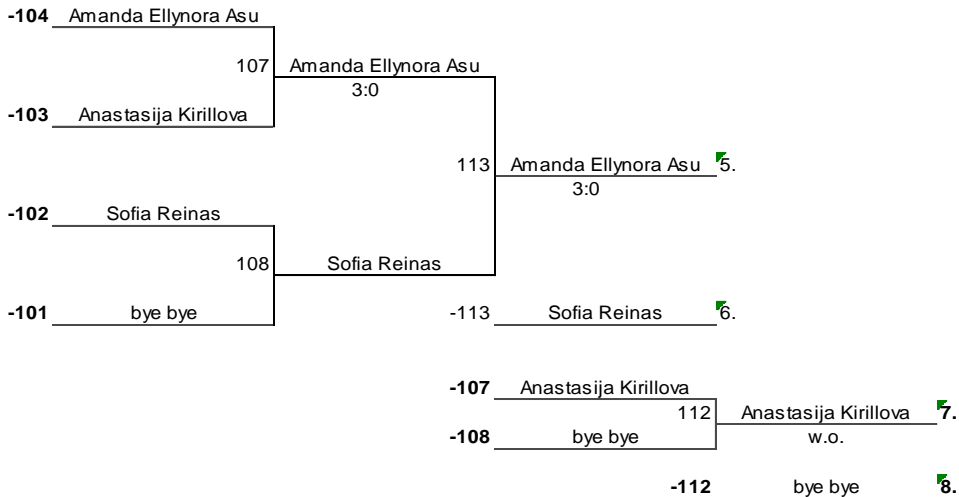 -104 Amanda Ellynora Asu
107 Amanda Ellynora Asu
3:0
-103 Anastasija Kirillova
113 Amanda Ellynora Asu 5.
3:0
-102 Sofia Reinas
108 Sofia Reinas
-101 bye bye
-113 Sofia Reinas 6.
-107 Anastasija Kirillova
112 Anastasija Kirillova 7.
-108 bye bye
w.o.
-112 bye bye 8.